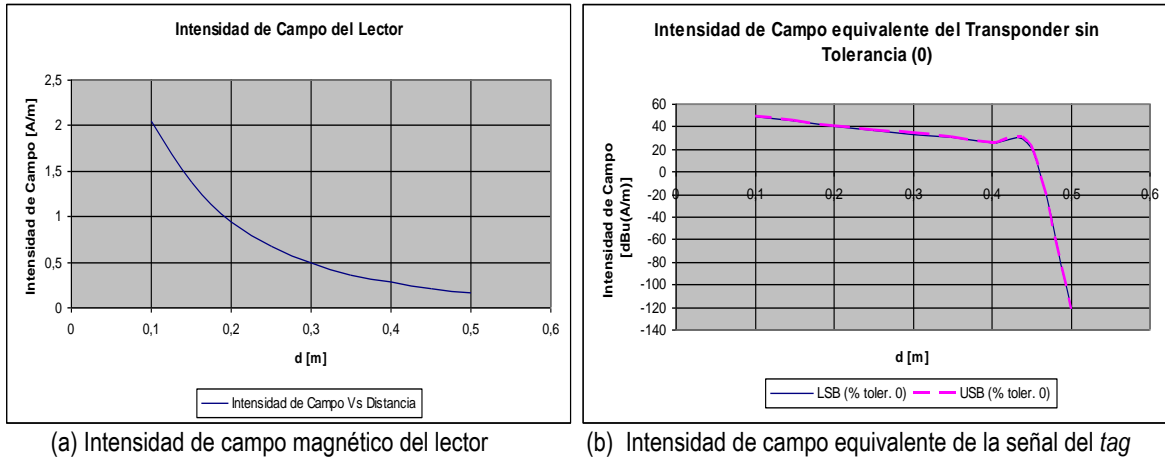 Intensidad de Campo del Lector
Intensidad de Campo [A/m]
2,5
2
1,5
1
0,5
0
0
0,1
0,2
0,3
0,4
0,5
0,6
d [m]
Intensidad de Campo Vs Distancia
(a) Intensidad de campo magnético del lector
Intensidad de Campo equivalente del Transponder sin
Tolerancia (0)
Intensidad de Campo
[dBu(A/m)]
60
40
20
0
-20
-40
-60
-80
-100
-120
-140
0
0,1
0,2
0,3
0,4
0,5
0,6
d [m]
LSB (% toler. 0)
USB (% toler. 0)
(b) Intensidad de campo equivalente de la señal del tag